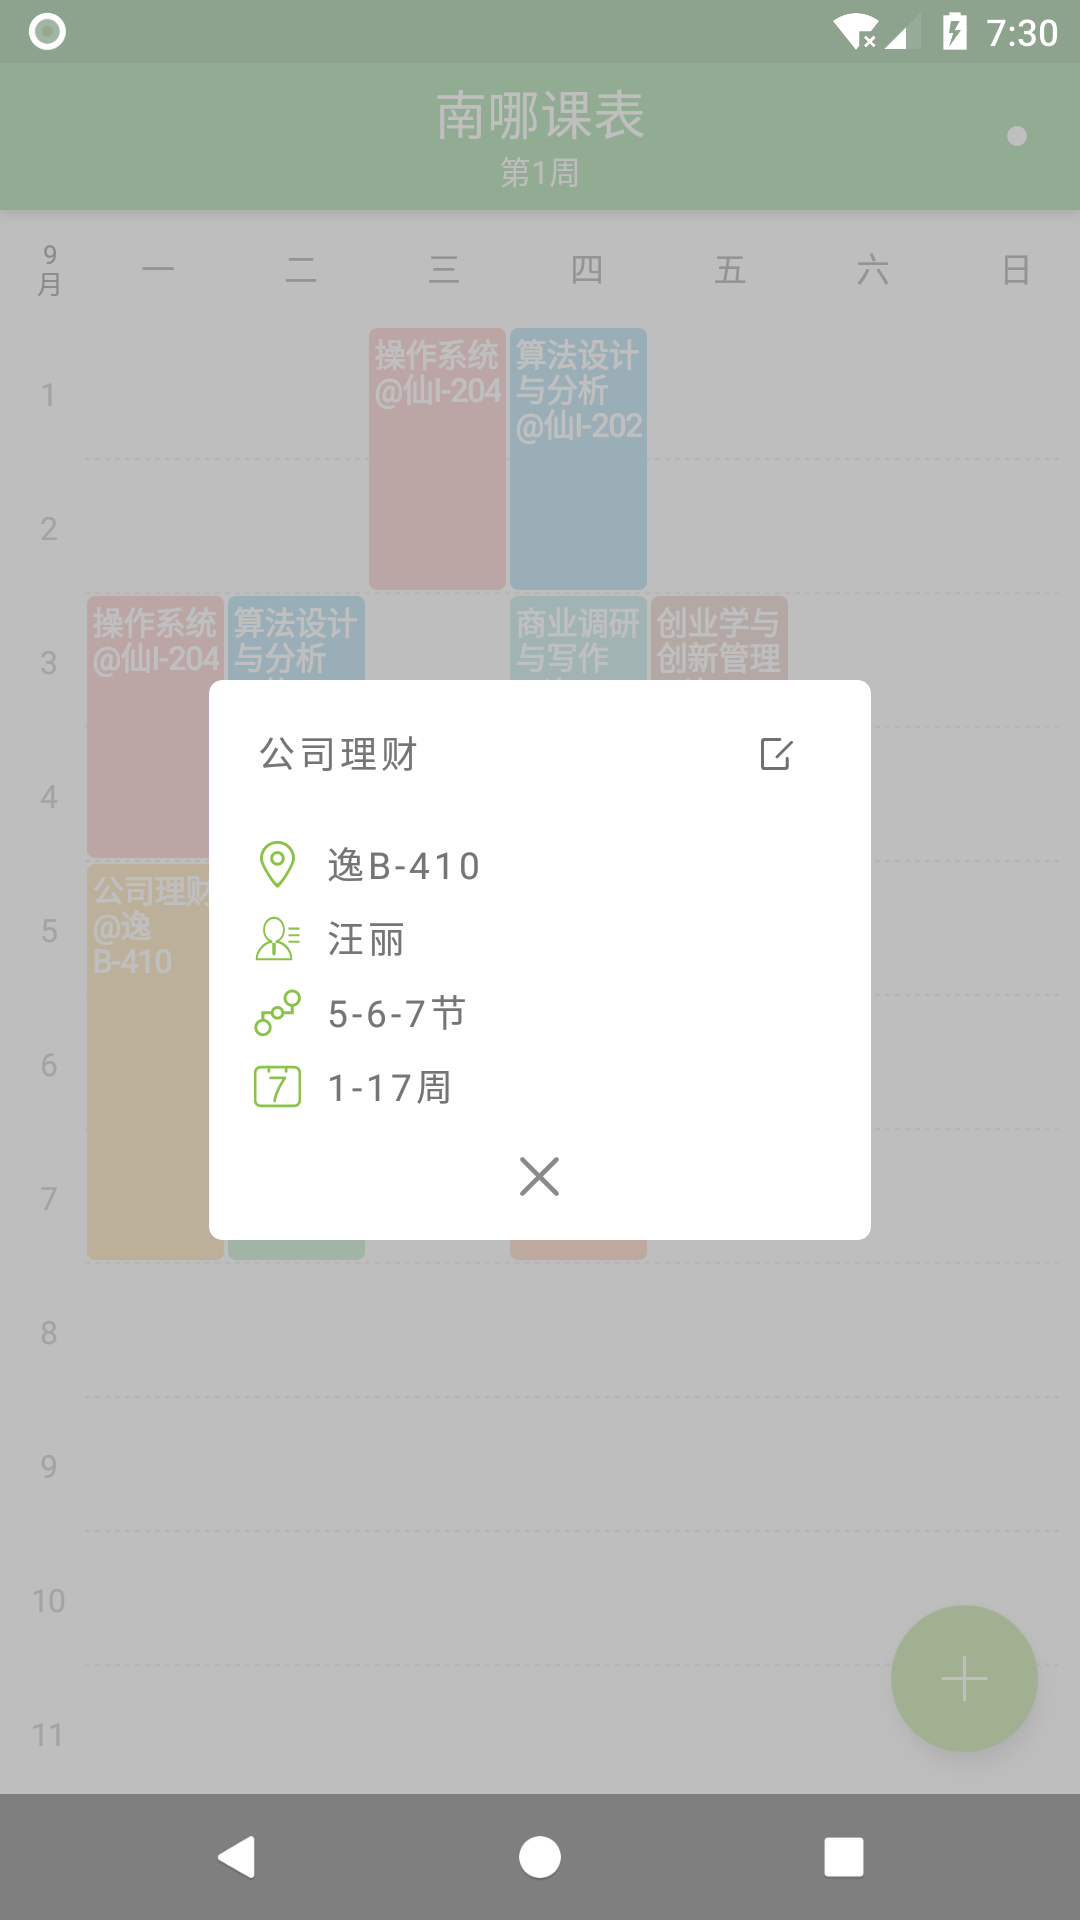 7:30
南哪课表
第1周
9
月
一
二
三
四
五
六
日
1
操作系统
@仙I-204
算法设计
与分析
@仙I-202
2
3
操作系统
@仙I-204
算法设计
与分析
商业调研
与写作
创业学与
创新管理
4
5
公司理财
@逸
B-410
6
7
公司理财
逸B-410
汪丽
5-6-7节
7
1-17周
8
9
10
11